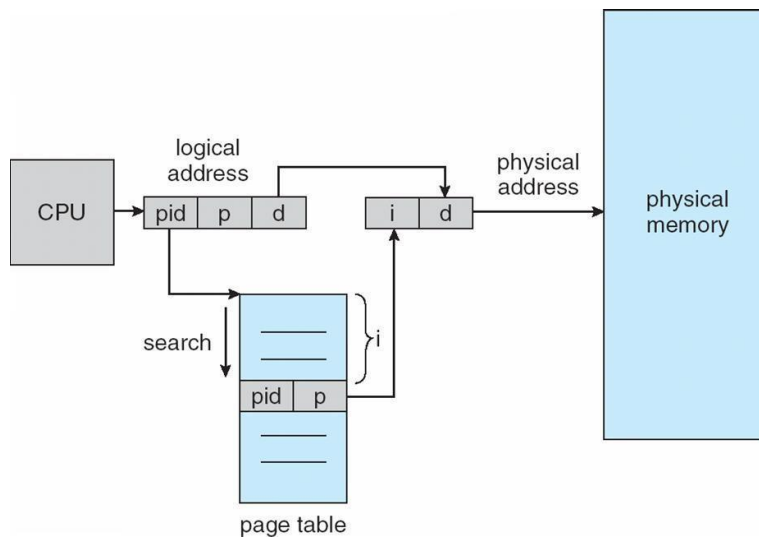 logical
address
physical
address
CPU
pid p d
i d
physical
memory
search
i
pid p
page table